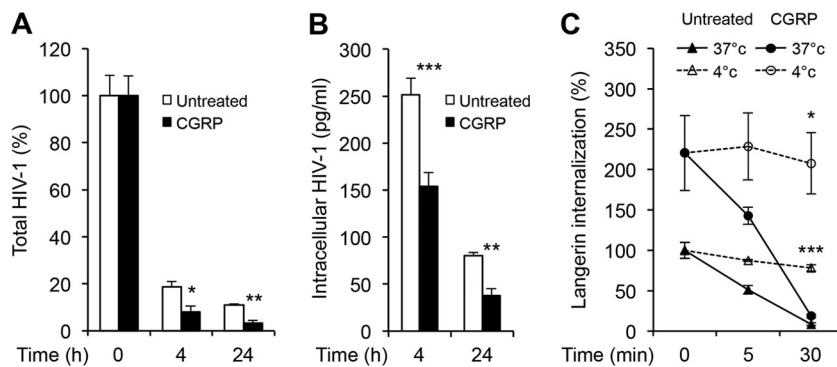 A
Total HIV-1 (%)
120
100
80
60
40
20
0
Untreated
CGRP
*
**
Time (h) 0 4 24
B
Intracellular HIV-1 (pg/ml)
300
250
200
150
100
50
0
***
Untreated
CGRP
**
Time (h) 4 24
C
Untreated CGRP
37°c 37°c
4°c 4°c
Langerin internalization (%)
350
300
250
200
150
100
50
0
*
***
Time (min) 0 5 30